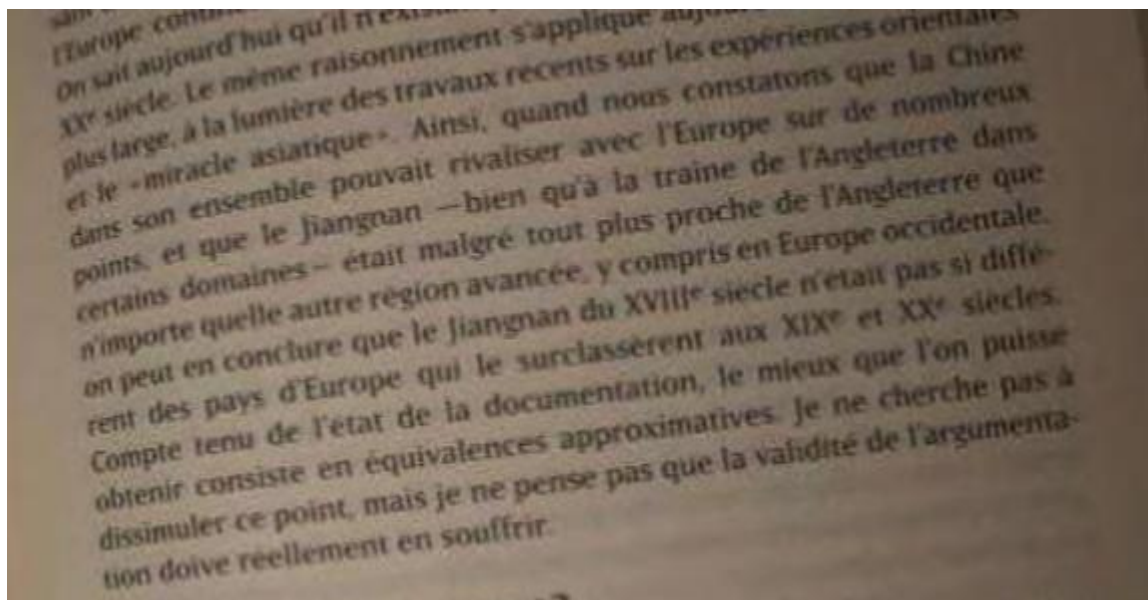 l'Europe
On sait aujourd'hui qu'il
XXe siècle. Le même raisonnement s'applique
plus large, à la lumière des travaux récents sur les expériences orientales
et le «miracle asiatique». Ainsi, quand nous constatons que la Chine
dans son ensemble pouvait rivaliser avec l'Europe sur de nombreux
points, et que le Jiangnan —bien qu'à la traîne de l'Angleterre dans
certains domaines— était malgré tout plus proche de l'Angleterre que
n'importe quelle autre région avancée, y compris en Europe occidentale,
on peut en conclure que le Jiangnan du XVIIIe siècle n'était pas si diffé-
rent des pays d'Europe qui le surclassèrent aux XIXe et XXe siècles.
Compte tenu de l'état de la documentation, le mieux que l'on puisse
obtenir consiste en équivalences approximatives. Je ne cherche pas à
dissimuler ce point, mais je ne pense pas que la validité de l'argumenta-
tion doive réellement en souffrir.